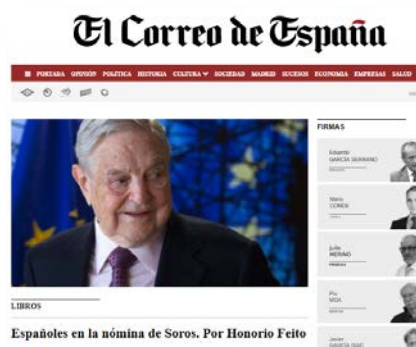 El Correo de España
PORTADA OPINIÓN POLÍTICA HISTORIA CULTURA SOCIEDAD MADRID SUCESOS ECONOMIA EMPRESAS SALUD
FIRMAS
Eduardo
GARCÍA SERRANO
Mario
CONDE
Julio
MERINO
Pío
MOA
Javier
GARCÍA ISAC
LIBROS
Españoles en la nómina de Soros. Por Honorio Feito